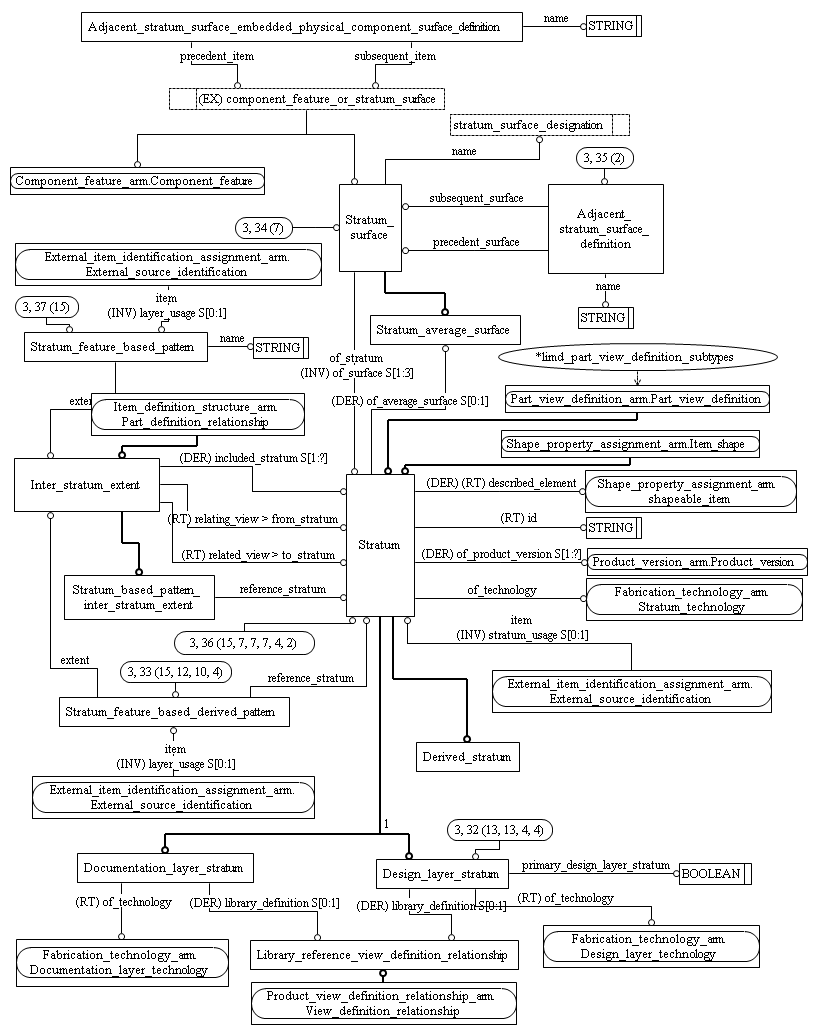 Adjacent_stratum_surface_embedded_physical_component_surface_definition
name
STRING
precedent_item
subsequent_item
(EX) component_feature_or_stratum_surface
stratum_surface_designation
name
3, 35 (2)
Component_feature_arm.Component_feature
Stratum_
surface
subsequent_surface
precedent_surface
Adjacent_
stratum_surface_
definition
3, 34 (7)
External_item_identification_assignment_arm.
External_source_identification
name
STRING
item
(INV) layer_usage S[0:1]
3, 37 (15)
Stratum_average_surface
Stratum_feature_based_pattern
name
STRING
of_stratum
(INV) of_surface S[1:3]
*limd_part_view_definition_subtypes
(DER) of_average_surface S[0:1]
Part_view_definition_arm.Part_view_definition
Item_definition_structure_arm.
Part_definition_relationship
Shape_property_assignment_arm.Item_shape
(DER) included_stratum S[1:?]
Inter_stratum_extent
(DER) (RT) described_element
Shape_property_assignment_arm.
shapeable_item
(RT) relating_view > from_stratum
(RT) id
STRING
Stratum
(RT) related_view > to_stratum
(DER) of_product_version S[1:?]
Product_version_arm.Product_version
Stratum_based_pattern_
inter_stratum_extent
reference_stratum
of_technology
Fabrication_technology_arm.
Stratum_technology
item
(INV) stratum_usage S[0:1]
3, 36 (15, 7, 7, 7, 4, 2)
extent
3, 33 (15, 12, 10, 4)
reference_stratum
External_item_identification_assignment_arm.
External_source_identification
Stratum_feature_based_derived_pattern
item
(INV) layer_usage S[0:1]
Derived_stratum
External_item_identification_assignment_arm.
External_source_identification
1
3, 32 (13, 13, 4, 4)
Documentation_layer_stratum
Design_layer_stratum
primary_design_layer_stratum
BOOLEAN
(RT) of_technology
(DER) library_definition S[0:1]
(DER) library_definition S[0:1]
(RT) of_technology
Fabrication_technology_arm.
Documentation_layer_technology
Library_reference_view_definition_relationship
Fabrication_technology_arm.
Design_layer_technology
Product_view_definition_relationship_arm.
View_definition_relationship